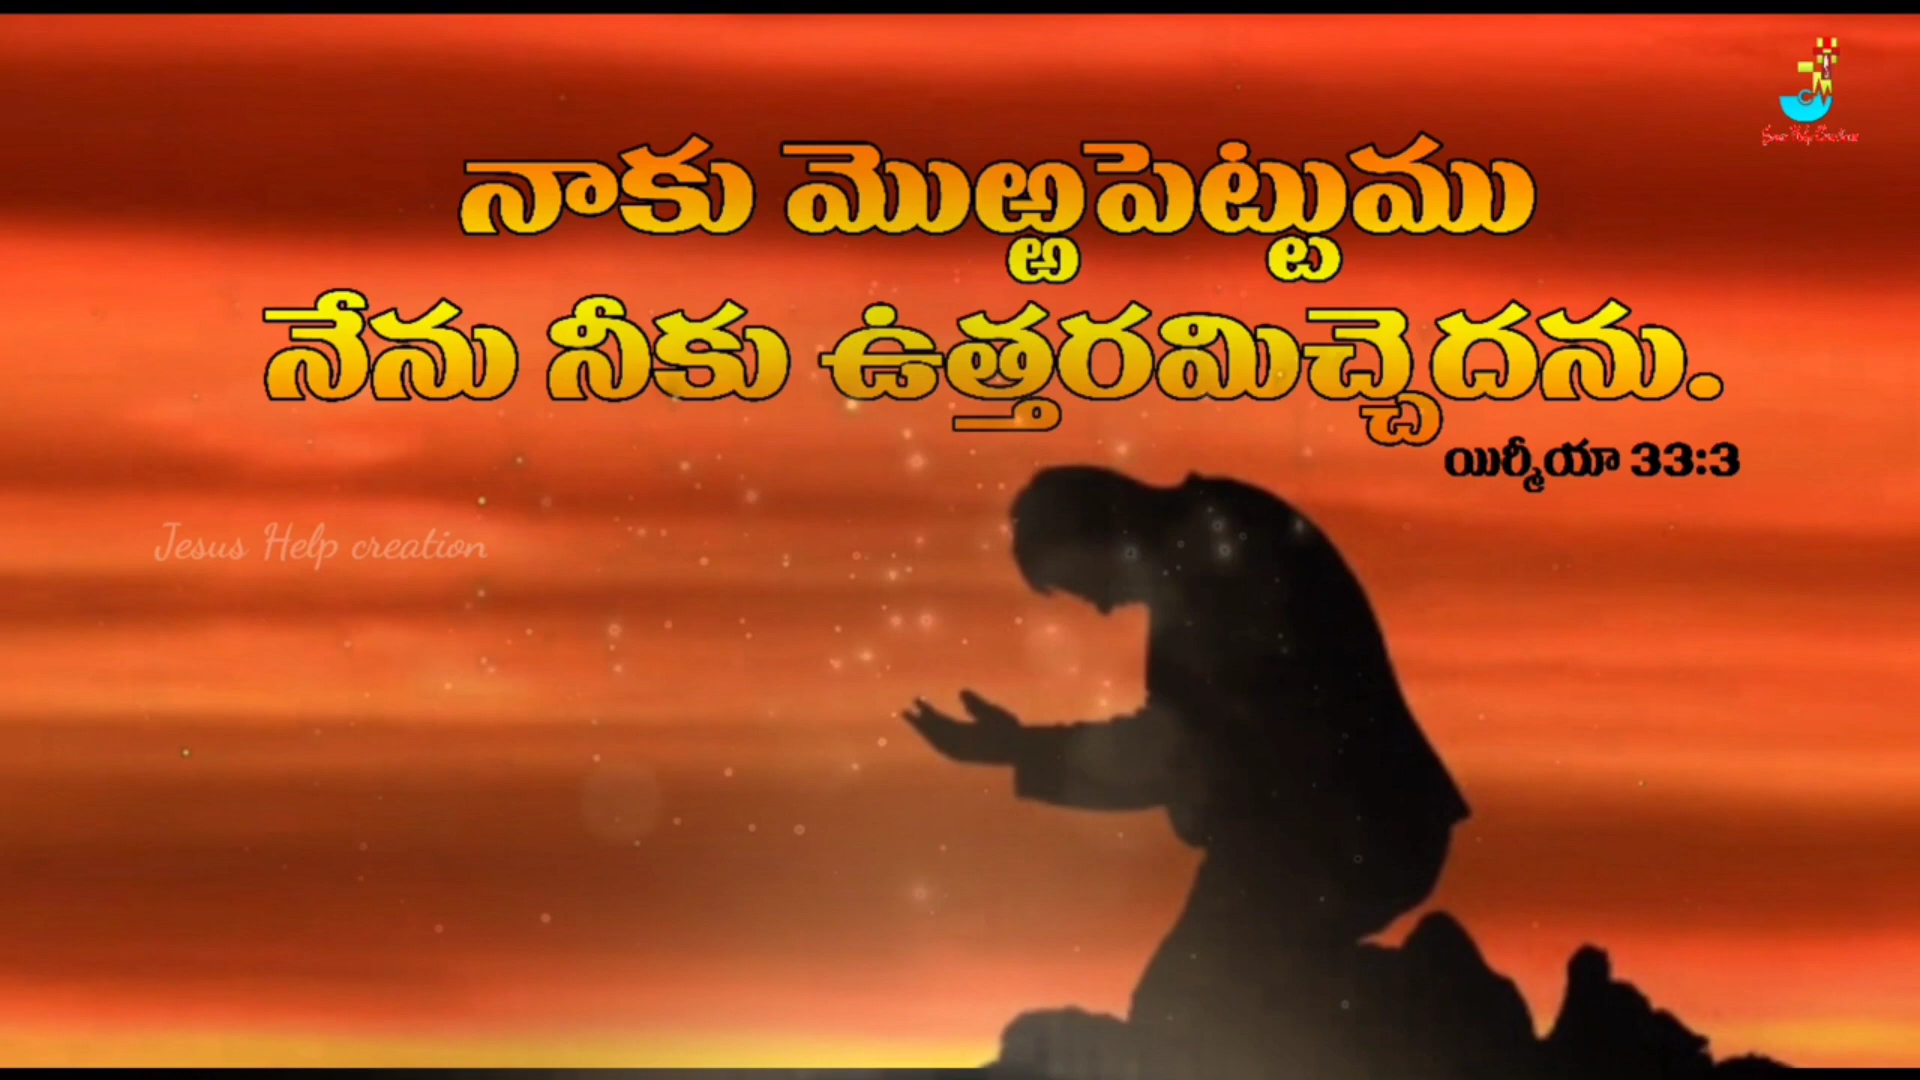 నాకు మొఱ్ఱపెట్టుము
నేను నీకు ఉత్తరమిచ్చెదను.
యిర్మీయా 33:3
Jesus Help creation